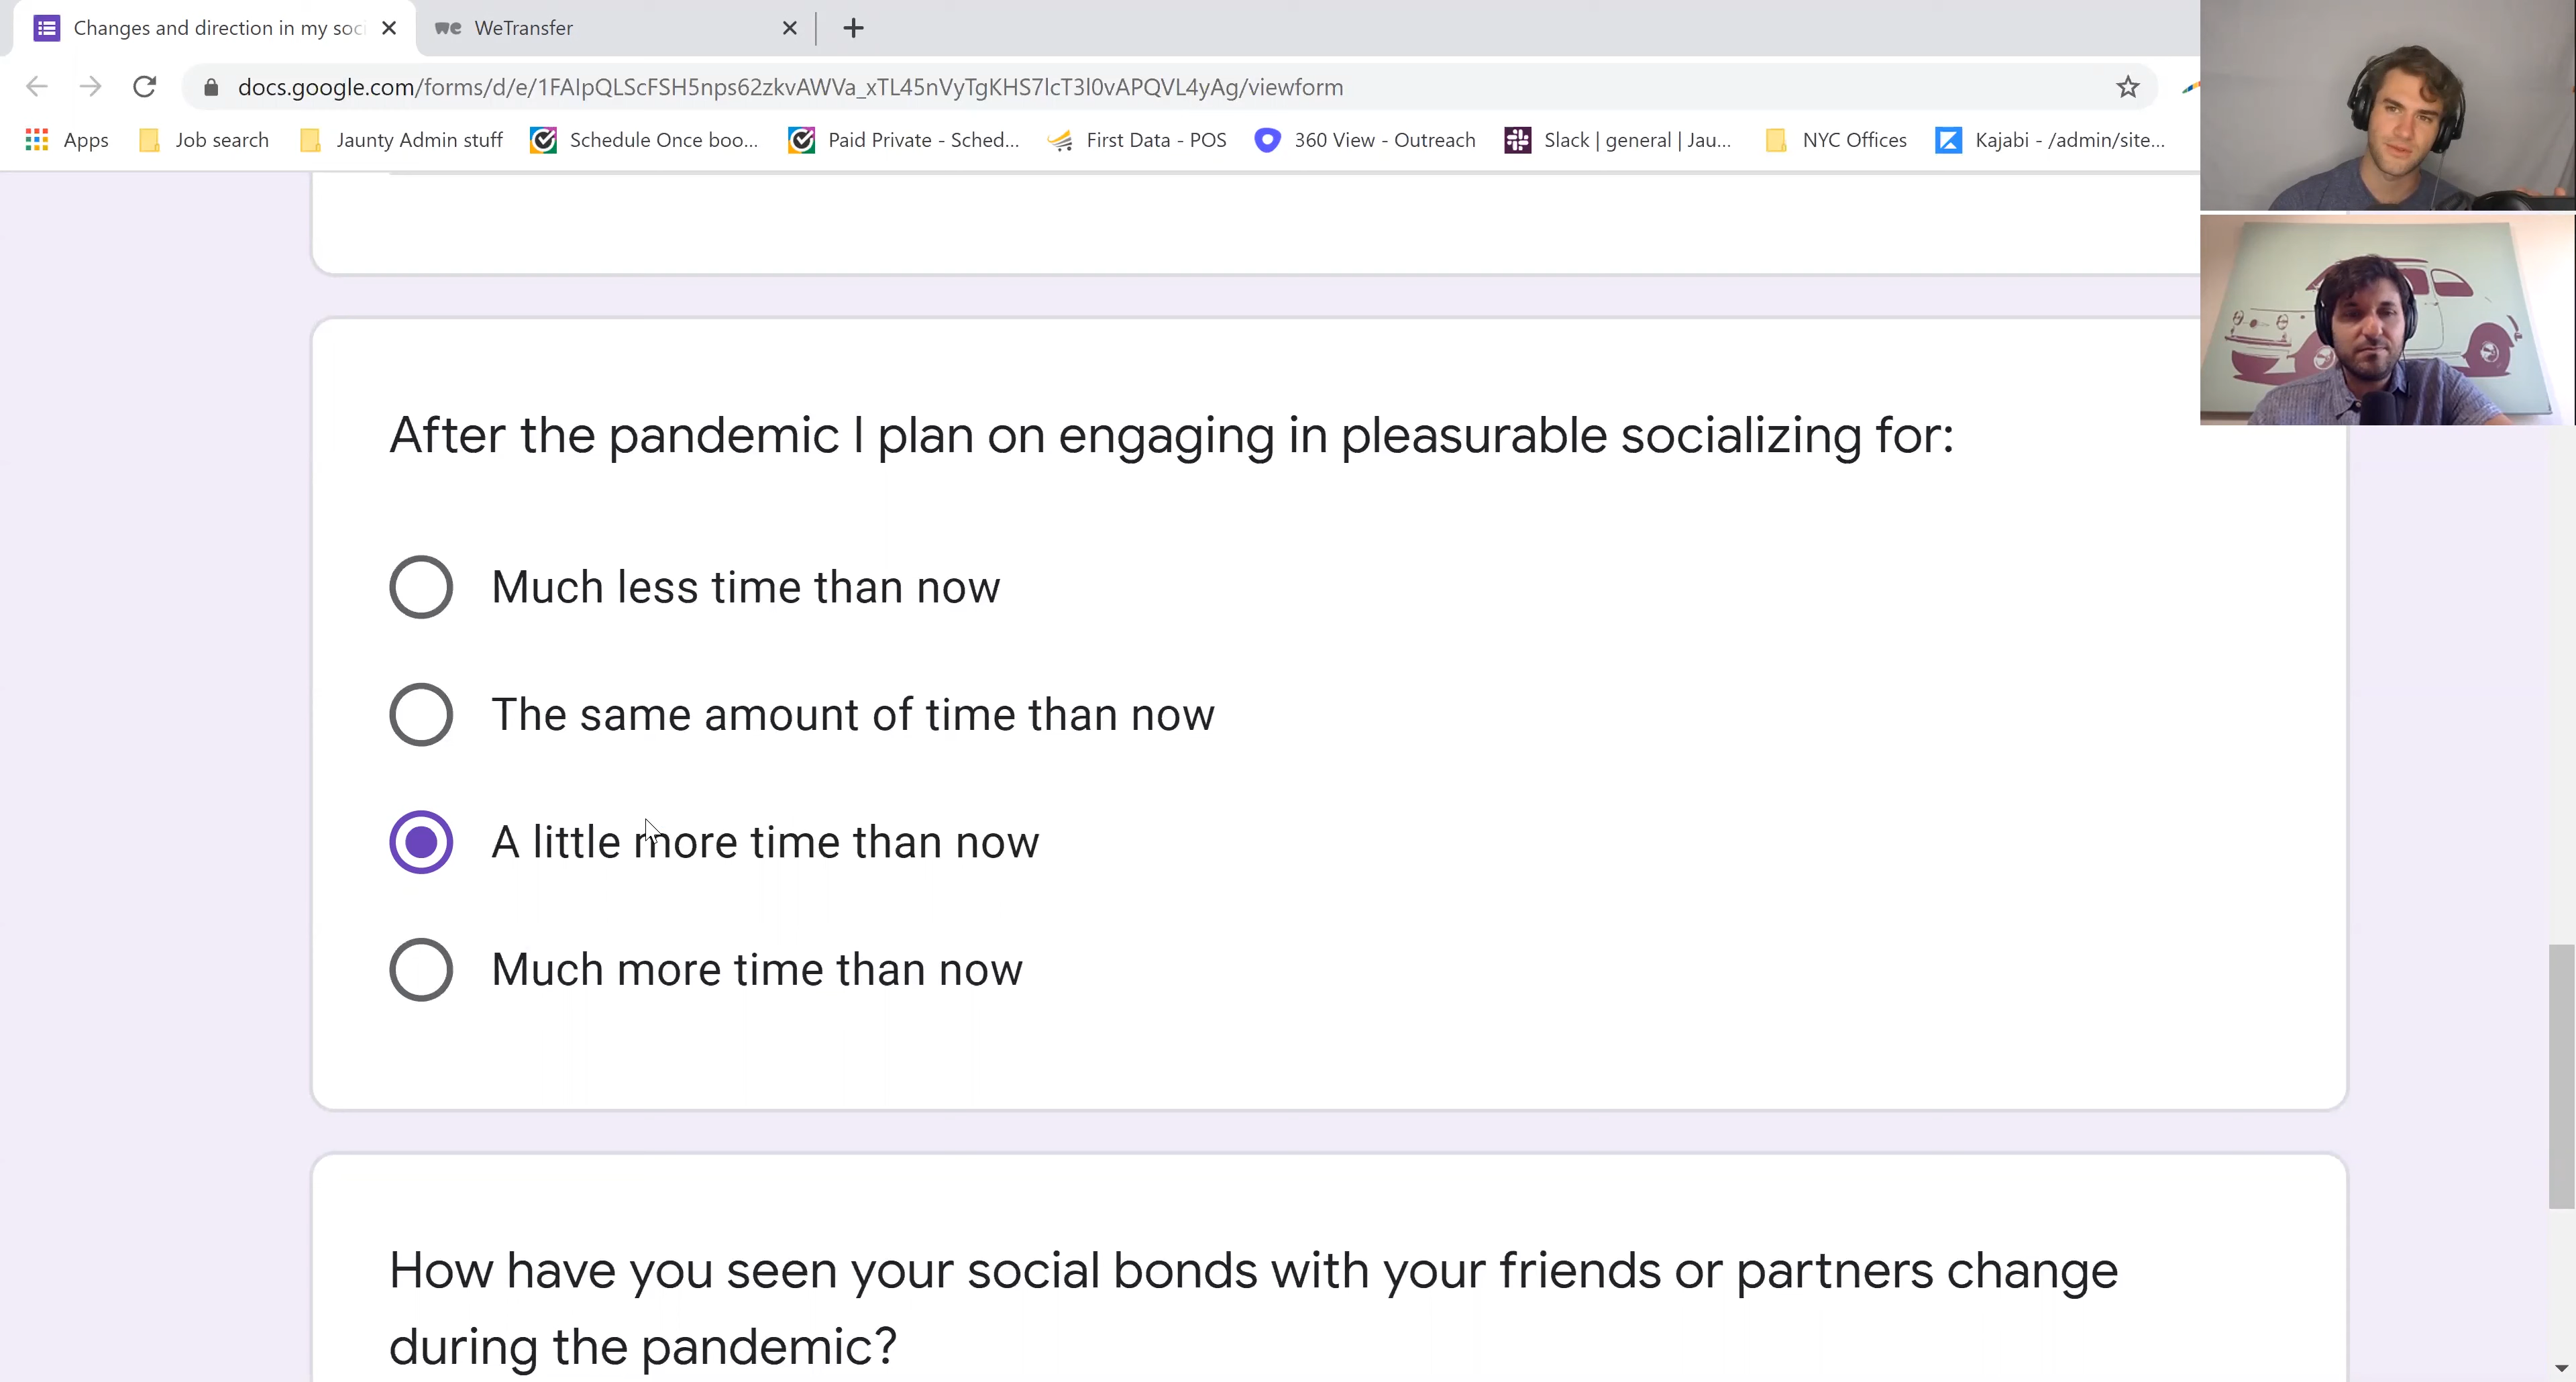 Changes and direction in my soci
we WeTransfer
docs.google.com/forms/d/e/1FAIpQLScFSH5nps62zkvAWVa_xTL45nVyTgKHS7lcT3l0vAPQVL4yAg/viewform
Apps Job search Jaunty Admin stuff Schedule Once boo... Paid Private - Sched... First Data - POS 360 View - Outreach Slack | general | Jau... NYC Offices Kajabi - /admin/site...
After the pandemic I plan on engaging in pleasurable socializing for:
Much less time than now
The same amount of time than now
A little more time than now
Much more time than now
How have you seen your social bonds with your friends or partners change
during the pandemic?